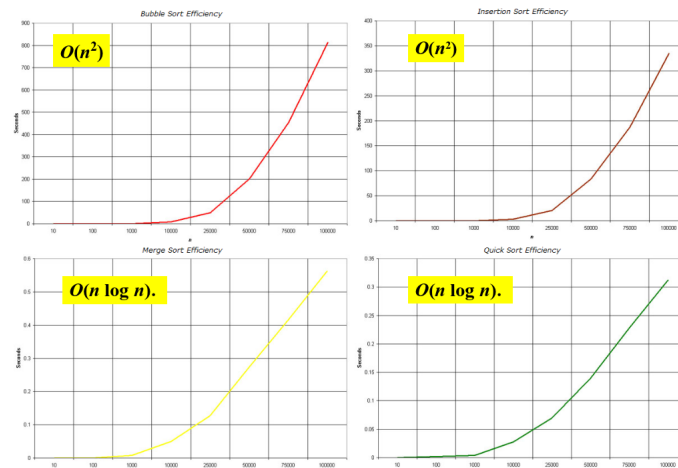 Bubble Sort Efficiency
O(n²)
Seconds
900
800
700
600
500
400
300
200
100
0
10 100 1000 10000 25000 50000 75000 100000
n
Insertion Sort Efficiency
O(n²)
Seconds
400
350
300
250
200
150
100
50
0
10 100 1000 10000 25000 50000 75000 100000
n
Merge Sort Efficiency
O(n log n).
Seconds
0.6
0.5
0.4
0.3
0.2
0.1
0
10 100 1000 10000 25000 50000 75000 100000
Quick Sort Efficiency
O(n log n).
Seconds
0.35
0.3
0.25
0.2
0.15
0.1
0.05
0
10 100 1000 10000 25000 50000 75000 100000